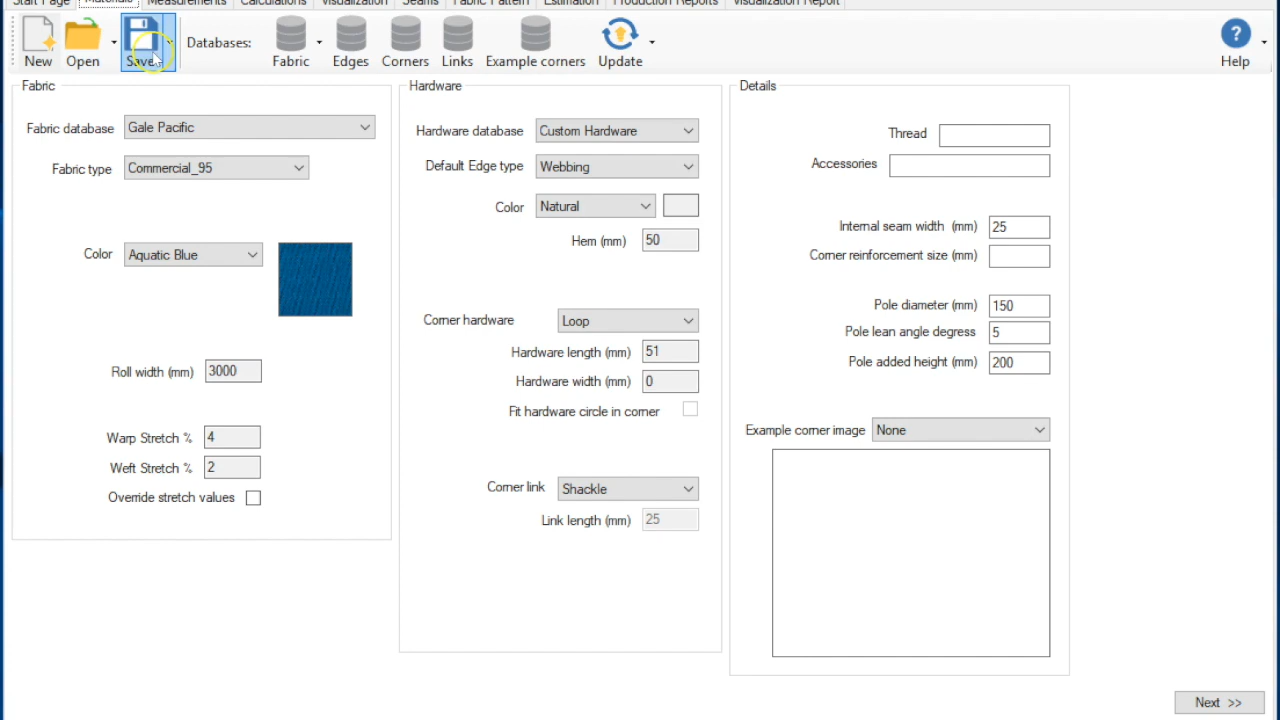 Start Page Materials Measurements Calculations Visualization Seams Fabric Pattern Estimation Production Reports Visualization Report
New Open Save Databases: Fabric Edges Corners Links Example corners Update ? Help
Fabric
Fabric database Gale Pacific
Fabric type Commercial_95
Color Aquatic Blue
Roll width (mm) 3000
Warp Stretch % 4
Weft Stretch % 2
Override stretch values
Hardware
Hardware database Custom Hardware
Default Edge type Webbing
Color Natural
Hem (mm) 50
Corner hardware Loop
Hardware length (mm) 51
Hardware width (mm) 0
Fit hardware circle in corner
Corner link Shackle
Link length (mm) 25
Details
Thread
Accessories
Internal seam width (mm) 25
Corner reinforcement size (mm)
Pole diameter (mm) 150
Pole lean angle degress 5
Pole added height (mm) 200
Example corner image None
Next >>